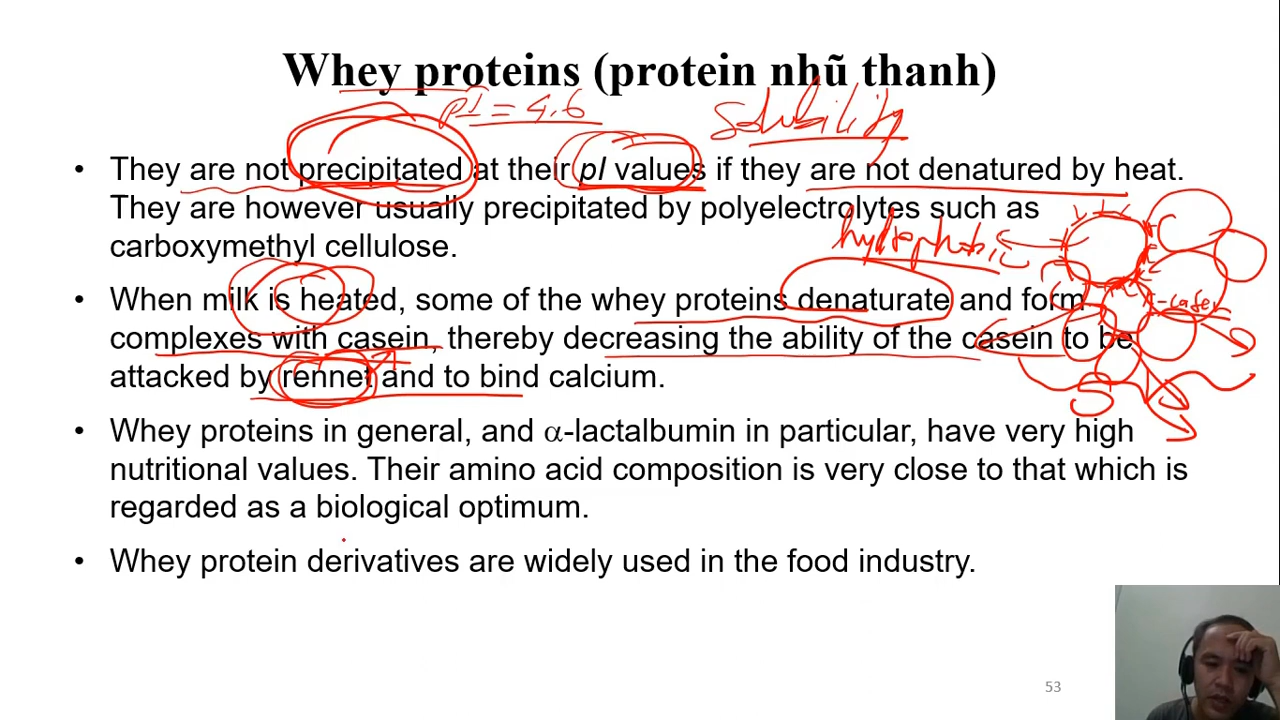 Whey proteins (protein nhũ thanh)
pI = 4.6
Solubility
• They are not precipitated at their pI values if they are not denatured by heat.
They are however usually precipitated by polyelectrolytes such as
carboxymethyl cellulose.
hydrophobic
• When milk is heated, some of the whey proteins denaturate and form
complexes with casein, thereby decreasing the ability of the casein to be
attacked by rennet and to bind calcium.
• Whey proteins in general, and α-lactalbumin in particular, have very high
nutritional values. Their amino acid composition is very close to that which is
regarded as a biological optimum.
• Whey protein derivatives are widely used in the food industry.
53